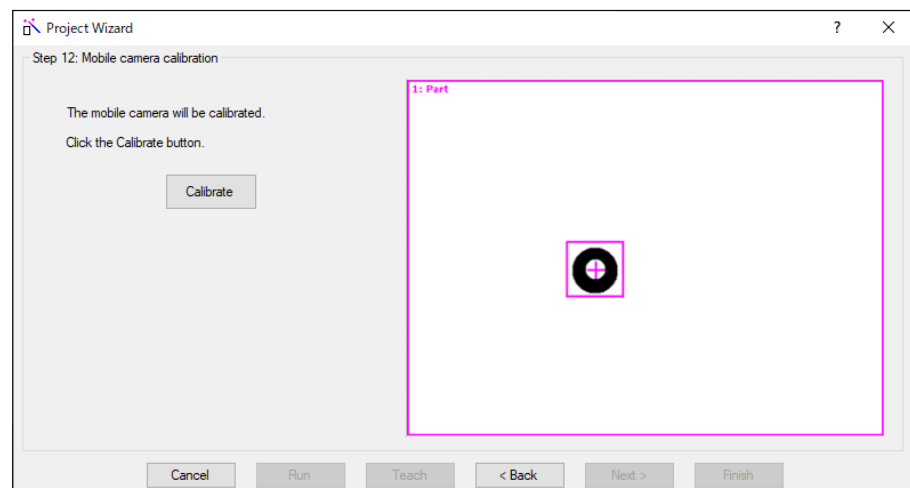 Project Wizard
?
Step 12: Mobile camera calibration
1: Part
The mobile camera will be calibrated.
Click the Calibrate button.
Calibrate
Cancel
Run
Teach
< Back
Next >
Finish